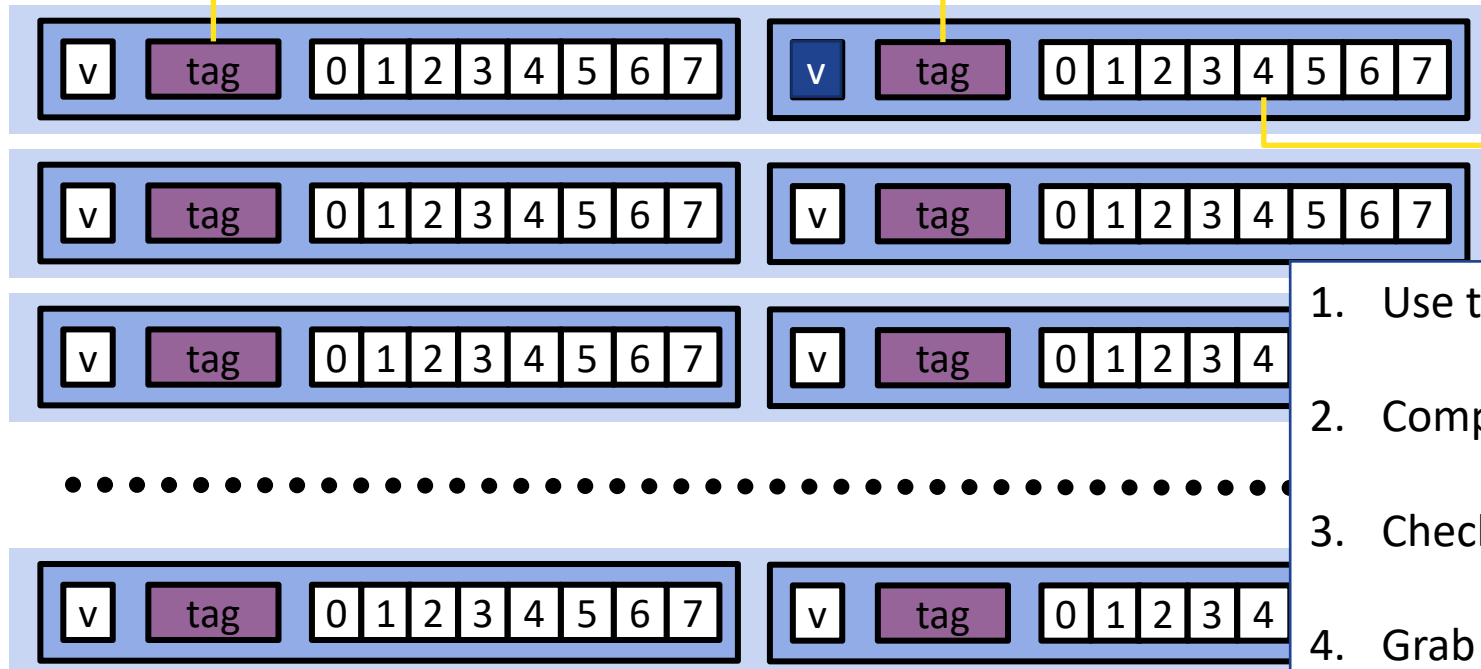 v tag 0 1 2 3 4 5 6 7 v tag 0 1 2 3 4 5 6 7
v tag 0 1 2 3 4 5 6 7 v tag 0 1 2 3 4 5 6 7
v tag 0 1 2 3 4 5 6 7 v tag 0 1 2 3 4
v tag 0 1 2 3 4 5 6 7 v tag 0 1 2 3 4
1. Use t
2. Comp
3. Check
4. Grab